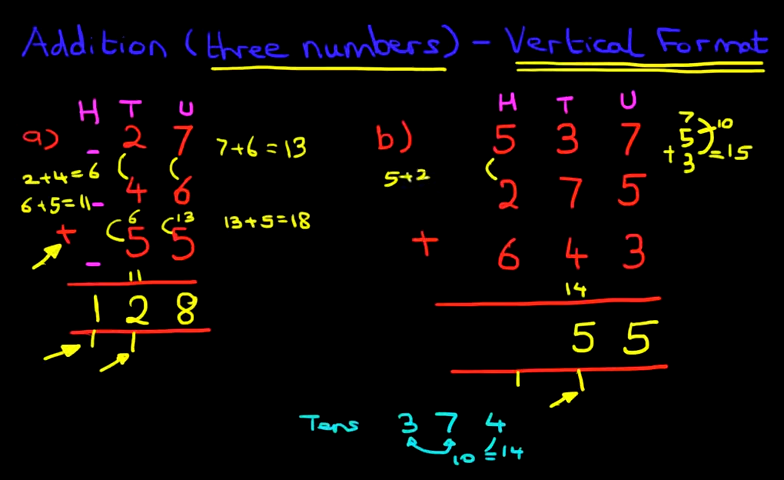 Addition (three numbers) - Vertical Format
H T U
a) 2 7
7+6=13
2+4=6
4 6
6+5=11
6 13
+ 5 5
13+5=18
11
1 2 8
1 1
H T U
b) 5 3 7
7
5
+ 3
10
=15
5+2
2 7 5
+ 6 4 3
14
5 5
1 1
Tens 3 7 4
10 =14